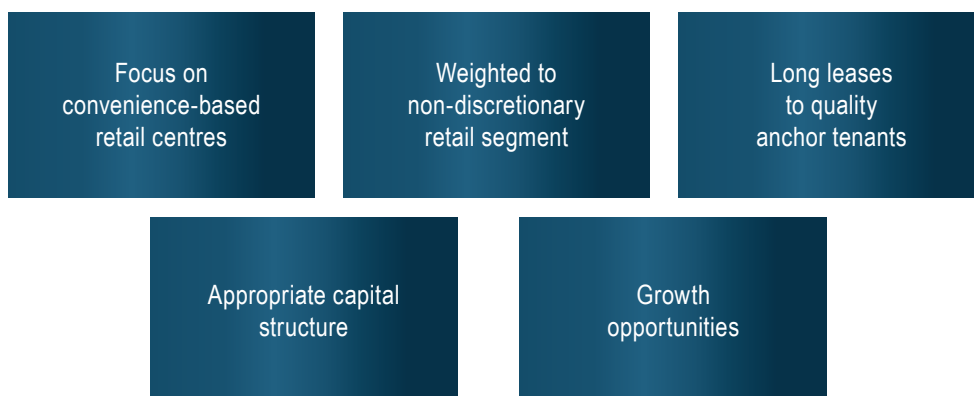 Focus on
convenience-based
retail centres
Weighted to
non-discretionary
retail segment
Long leases
to quality
anchor tenants
Appropriate capital
structure
Growth
opportunities